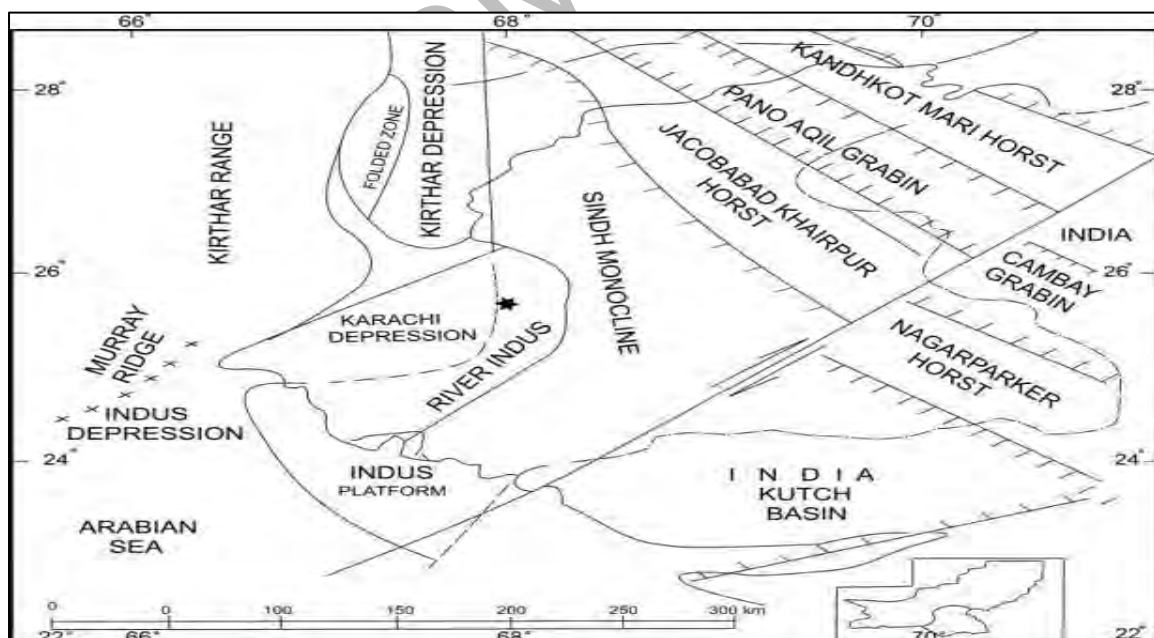 66°
68°
70°
28°
28°
KIRTHAR RANGE
FOLDED ZONE
KIRTHAR DEPRESSION
KANDHKOT MARI HORST
PANO AQIL GRABIN
JACOBABAD KHAIRPUR
HORST
SINDH MONOCLINE
INDIA
26°
26°
CAMBAY
GRABIN
MURRAY
RIDGE
KARACHI
DEPRESSION
RIVER INDUS
NAGARPARKER
HORST
INDUS
DEPRESSION
24°
24°
INDUS
PLATFORM
INDIA
KUTCH
BASIN
ARABIAN
SEA
0 0 100 150 200 250 300 km
22°
66°
68°
70°
22°